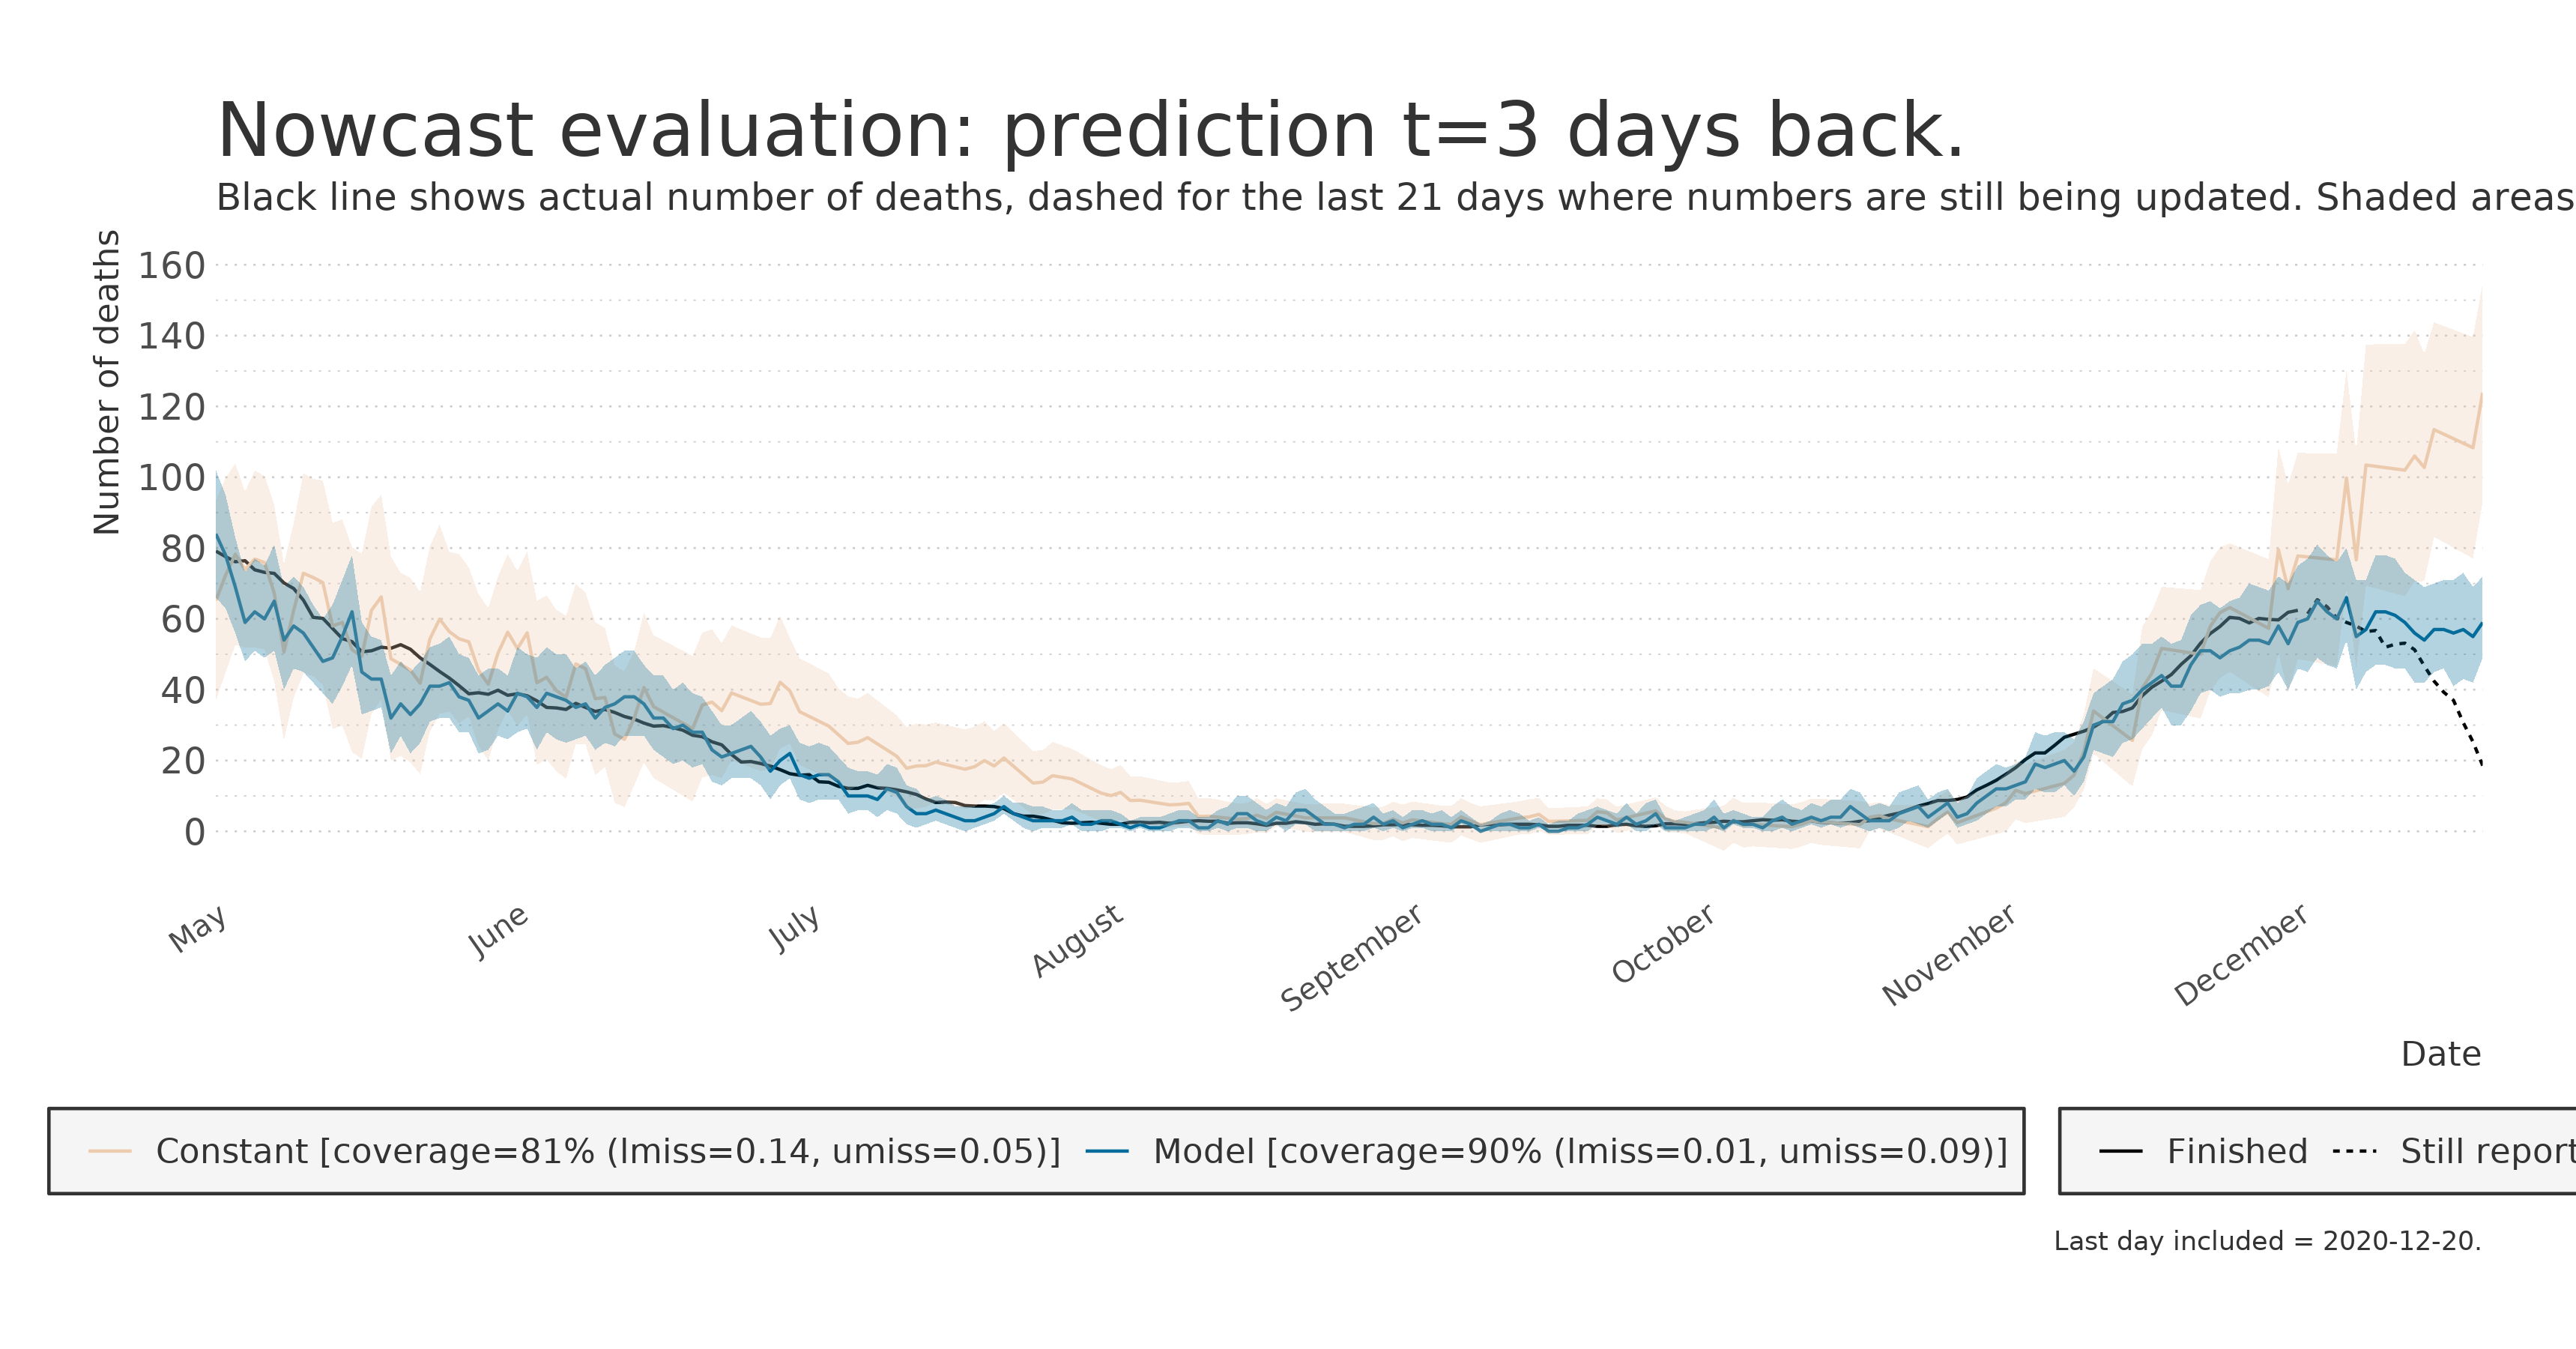 Nowcast evaluation: prediction t=3 days back.
Black line shows actual number of deaths, dashed for the last 21 days where numbers are still being updated. Shaded areas
Number of deaths
160
140
120
100
80
60
40
20
0
May
June
July
August
September
October
November
December
Date
Constant [coverage=81% (lmiss=0.14, umiss=0.05)]
Model [coverage=90% (lmiss=0.01, umiss=0.09)]
Finished
Still report
Last day included = 2020-12-20.